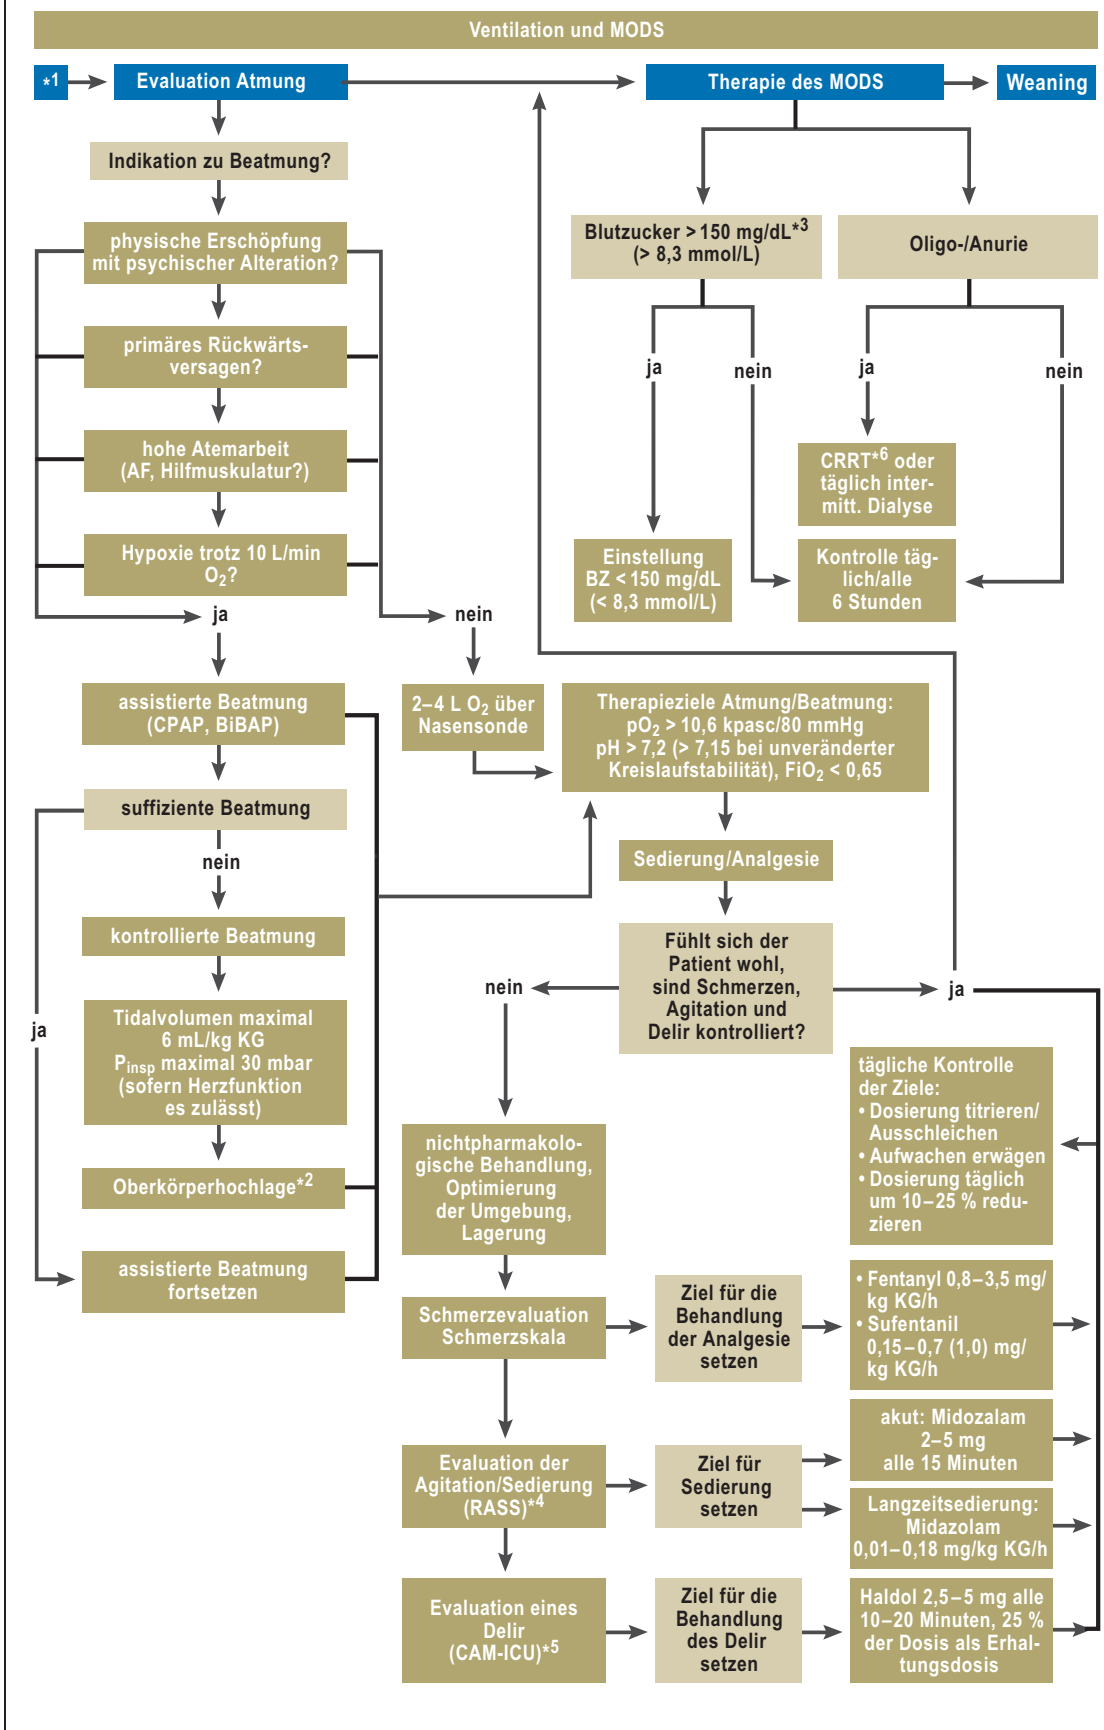 Ventilation und MODS
*1
Evaluation Atmung
Therapie des MODS
Weaning
Indikation zu Beatmung?
physische Erschöpfung
mit psychischer Alteration?
primäres Rückwärts-
versagen?
hohe Atemarbeit
(AF, Hilfmuskulatur?)
Hypoxie trotz 10 L/min
O2?
ja
nein
Blutzucker > 150 mg/dL*3
(> 8,3 mmol/L)
Oligo-/Anurie
ja
nein
ja
nein
CRRT*6 oder
täglich inter-
mitt. Dialyse
Einstellung
BZ < 150 mg/dL
(< 8,3 mmol/L)
Kontrolle täg-
lich/alle
6 Stunden
assistierte Beatmung
(CPAP, BiBAP)
2–4 L O2 über
Nasensonde
Therapieziele Atmung/Beatmung:
pO2 > 10,6 kpasc/80 mmHg
pH > 7,2 (> 7,15 bei unveränderter
Kreislaufstabilität), FiO2 < 0,65
suffiziente Beatmung
nein
ja
kontrollierte Beatmung
Tidalvolumen maximal
6 mL/kg KG
Pinsp maximal 30 mbar
(sofern Herzfunktion
es zulässt)
Oberkörperhochlage*2
assistierte Beatmung
fortsetzen
Sedierung/Analgesie
Fühlt sich der
Patient wohl,
sind Schmerzen,
Agitation und
Delir kontrolliert?
nein
ja
tägliche Kontrolle
der Ziele:
• Dosierung titrieren/
Ausschleichen
• Aufwachen erwägen
• Dosierung täglich
um 10–25 % redu-
zieren
nichtpharmakolo-
gische Behandlung,
Optimierung
der Umgebung,
Lagerung
Schmerzevaluation
Schmerzskala
Ziel für die
Behandlung
der Analgesie
setzen
• Fentanyl 0,8–3,5 mg/
kg KG/h
• Sufentanil
0,15–0,7 (1,0) mg/
kg KG/h
Evaluation der
Agitation/Sedierung
(RASS)*4
Ziel für
Sedierung
setzen
akut: Midozalam
2–5 mg
alle 15 Minuten
Langzeitsedierung:
Midazolam
0,01–0,18 mg/kg KG/h
Evaluation eines
Delir
(CAM-ICU)*5
Ziel für die
Behandlung
des Delir
setzen
Haldol 2,5–5 mg alle
10–20 Minuten, 25 %
der Dosis als Erhal-
tungsdosis